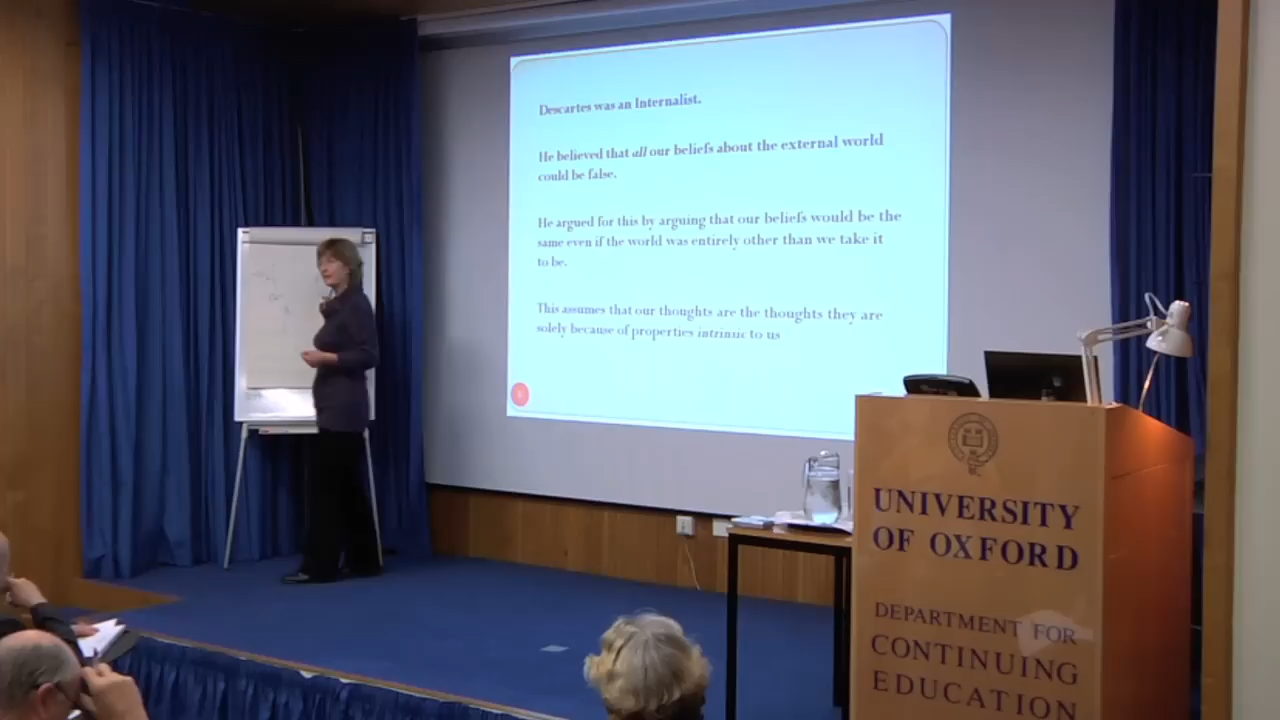 Descartes was an Internalist.
He believed that all our beliefs about the external world
could be false.
He argued for this by arguing that our beliefs would be the
same even if the world was entirely other than we take it
to be.
This assumes that our thoughts are the thoughts they are
solely because of properties intrinsic to us
UNIVERSITY
OF OXFORD
DEPARTMENT FOR
CONTINUING
EDUCATION